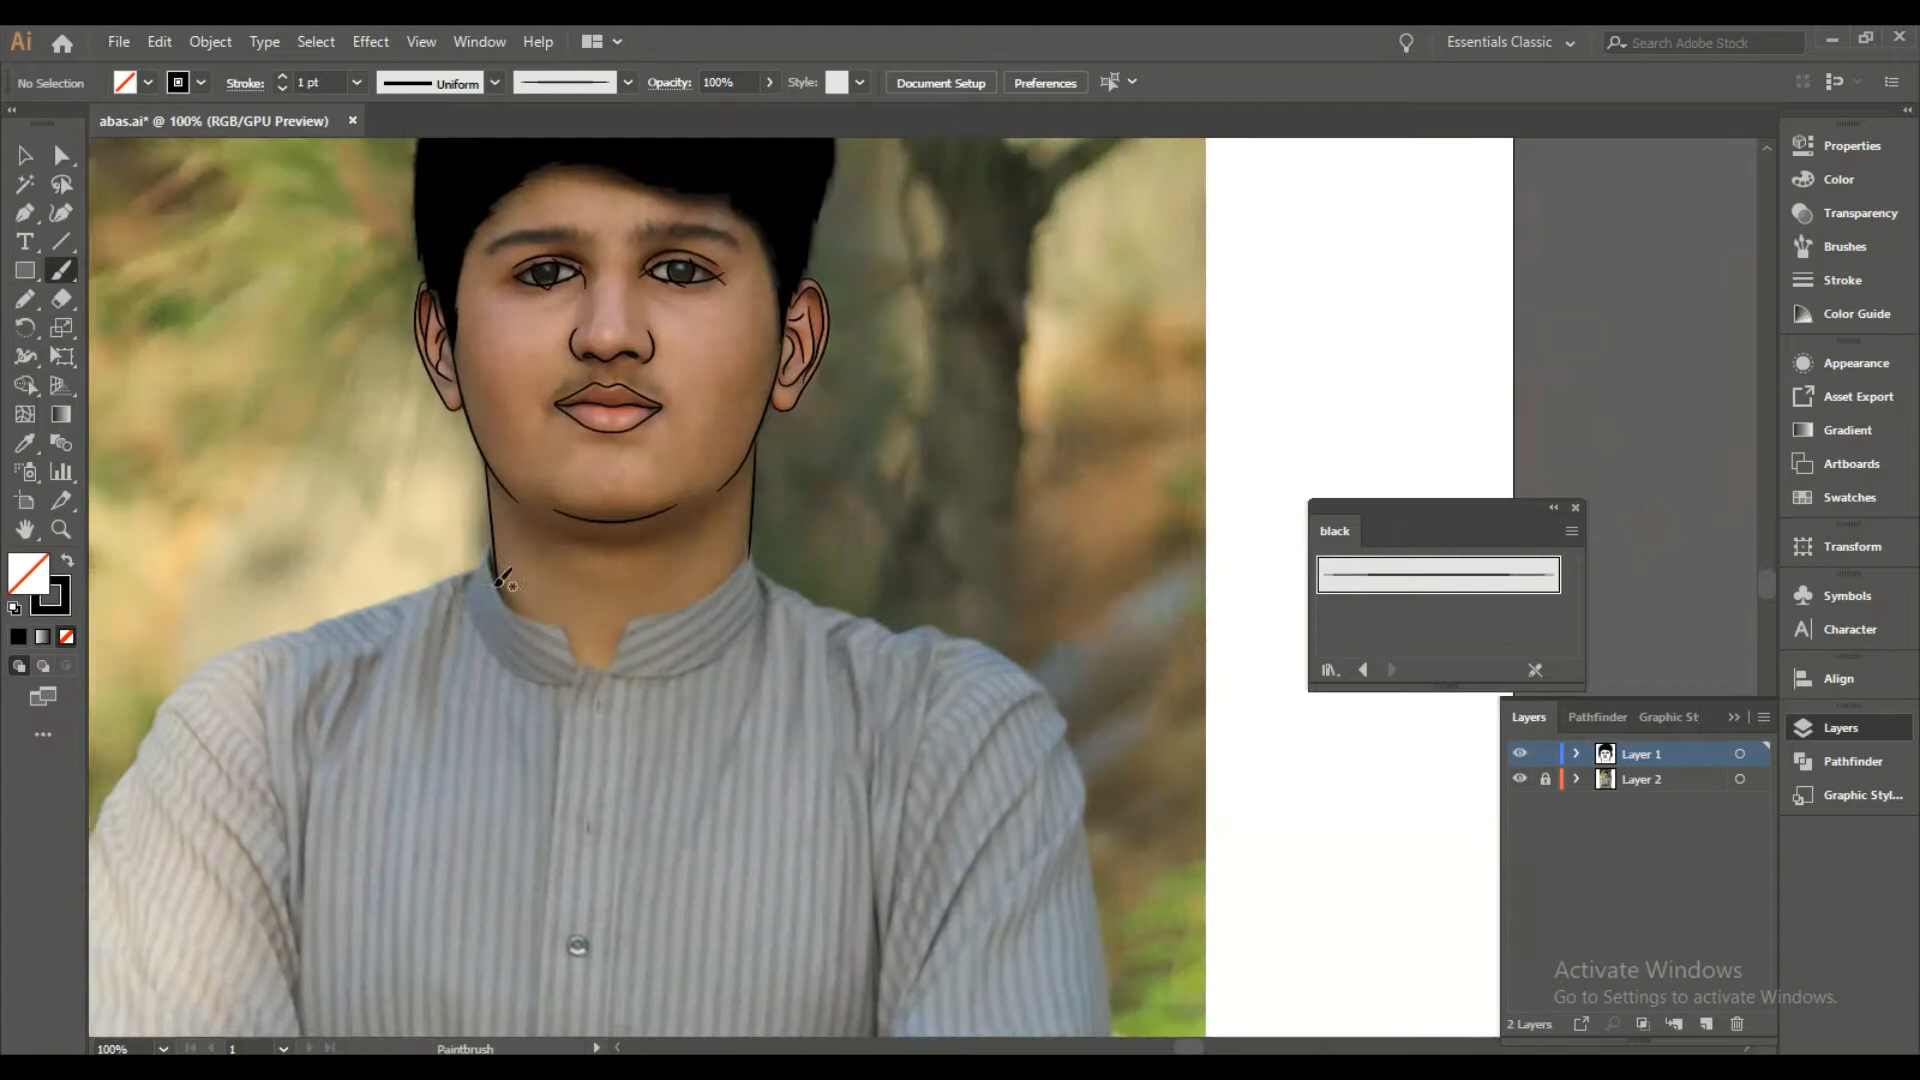 Ai File Edit Object Type Select Effect View Window Help Essentials Classic Search Adobe Stock
No Selection Stroke: 1 pt Uniform Opacity: 100% Style: Document Setup Preferences
abas.ai* @ 100% (RGB/GPU Preview)
Properties
Color
Transparency
Brushes
Stroke
Color Guide
Appearance
Asset Export
Gradient
Artboards
Swatches
Transform
Symbols
Character
Align
Layers
Pathfinder
Graphic Styl...
black
Layers Pathfinder Graphic St
Layer 1
Layer 2
Activate Windows
Go to Settings to activate Windows.
2 Layers
100% 1 Paintbrush